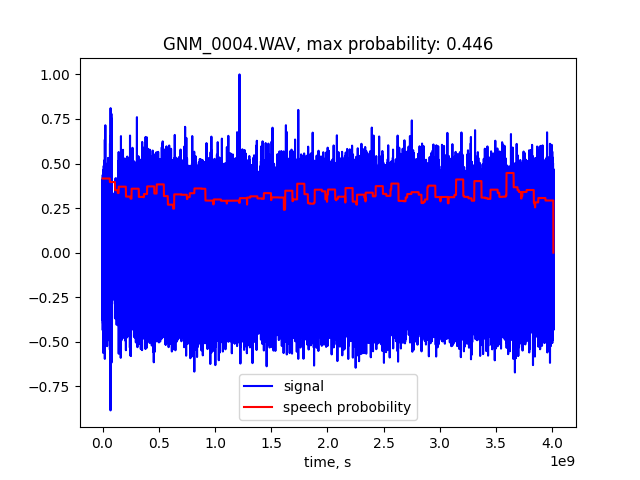 GNM_0004.WAV, max probability: 0.446
1.00
0.75
0.50
0.25
0.00
−0.25
−0.50
−0.75
signal
speech probobility
0.0 0.5 1.0 1.5 2.0 2.5 3.0 3.5 4.0
1e9
time, s